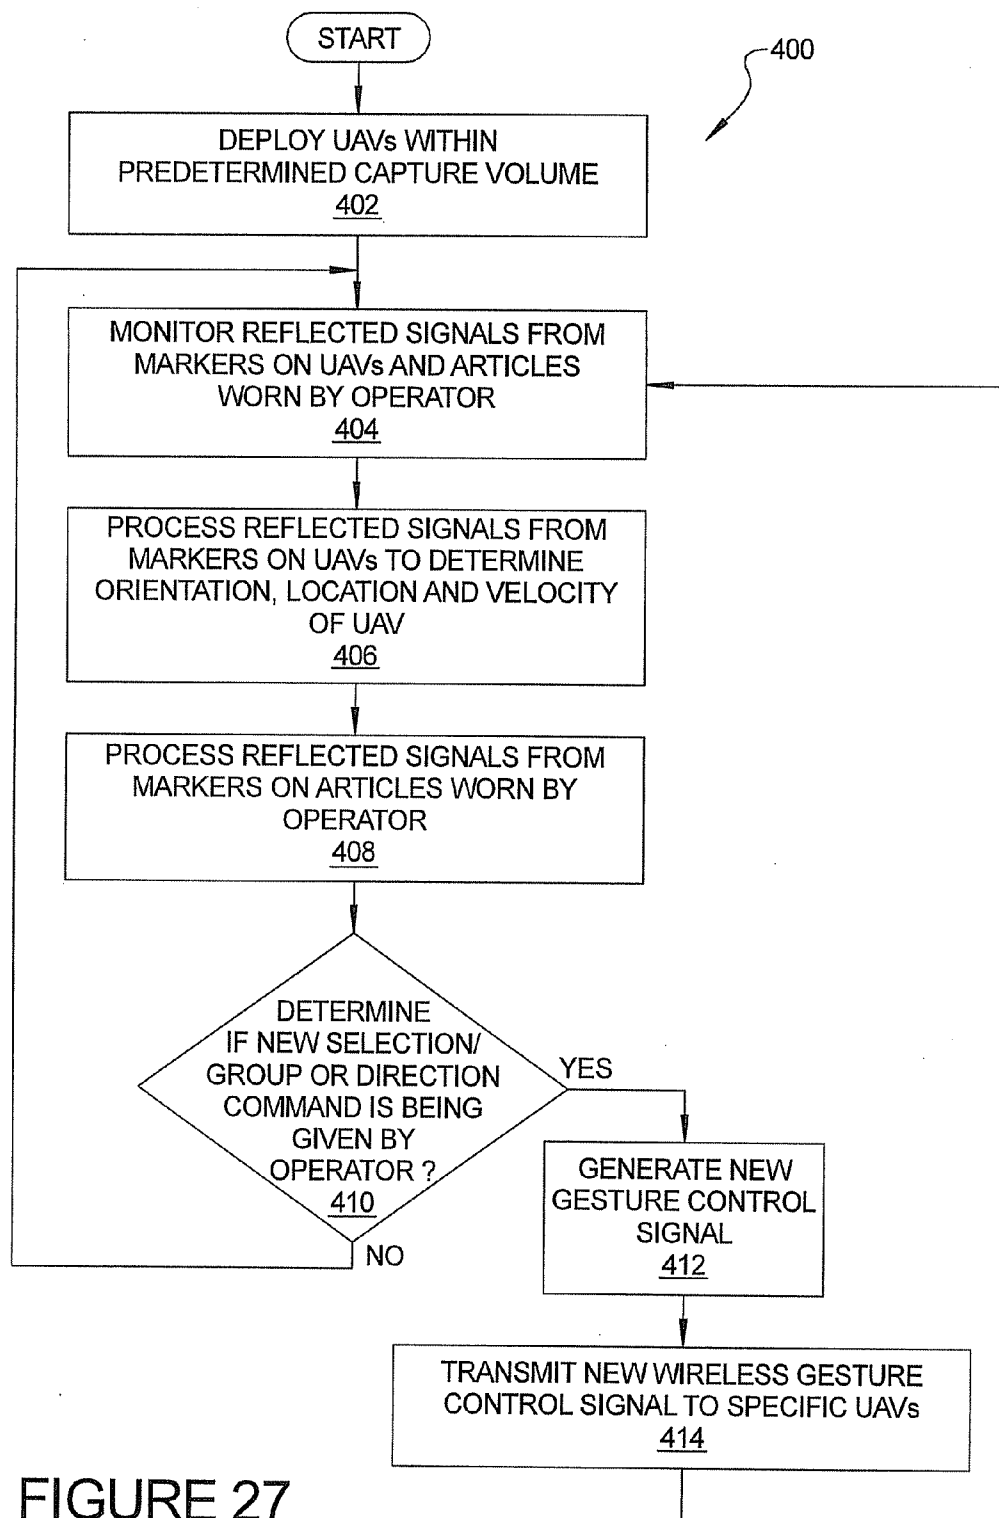 START
400
DEPLOY UAVs WITHIN
PREDETERMINED CAPTURE VOLUME
402
MONITOR REFLECTED SIGNALS FROM
MARKERS ON UAVs AND ARTICLES
WORN BY OPERATOR
404
PROCESS REFLECTED SIGNALS FROM
MARKERS ON UAVs TO DETERMINE
ORIENTATION, LOCATION AND VELOCITY
OF UAV
406
PROCESS REFLECTED SIGNALS FROM
MARKERS ON ARTICLES WORN BY
OPERATOR
408
DETERMINE
IF NEW SELECTION/
GROUP OR DIRECTION
COMMAND IS BEING
GIVEN BY
OPERATOR ?
410
YES
NO
GENERATE NEW
GESTURE CONTROL
SIGNAL
412
TRANSMIT NEW WIRELESS GESTURE
CONTROL SIGNAL TO SPECIFIC UAVs
414
FIGURE 27